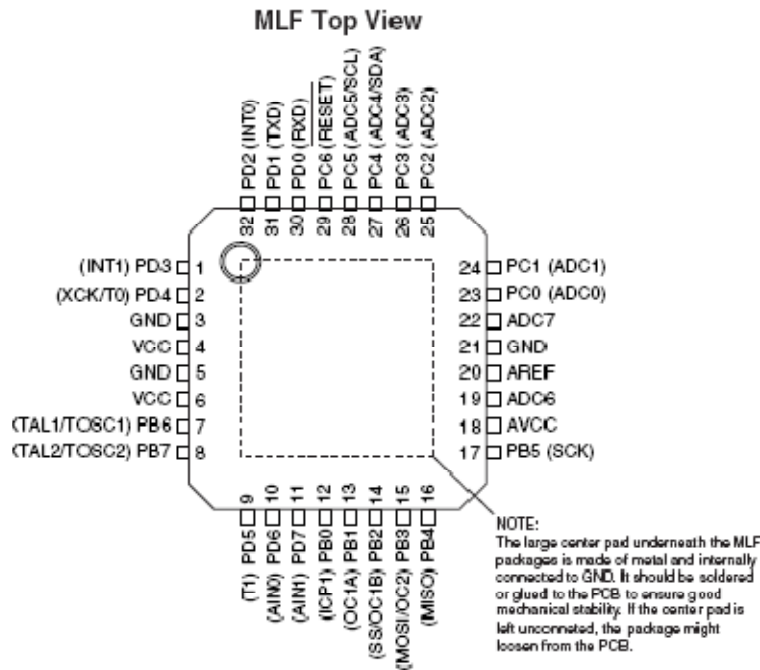 MLF Top View
PD2 (INT0)
PD1 (TXD)
PD0 (RXD)
PC6 (RESET)
PC5 (ADC5/SCL)
PC4 (ADC4/SDA)
PC3 (ADC3)
PC2 (ADC2)
32 31 30 29 28 27 26 25
(INT1) PD3 1
(XCK/T0) PD4 2
GND 3
VCC 4
GND 5
VCC 6
(TAL1/TOSC1) PB6 7
(TAL2/TOSC2) PB7 8
24 PC1 (ADC1)
23 PC0 (ADC0)
22 ADC7
21 GND
20 AREF
19 ADC6
18 AVCC
17 PB5 (SCK)
9 10 11 12 13 14 15 16
(T1) PD5
(AIN0) PD6
(AIN1) PD7
(ICP1) PB0
(OC1A) PB1
(SS/OC1B) PB2
(MOSI/OC2) PB3
(MISO) PB4
NOTE:
The large center pad underneath the MLF
packages is made of metal and internally
connected to GND. It should be soldered
or glued to the PCB to ensure good
mechanical stability. If the center pad is
left unconneted, the package might
loosen from the PCB.